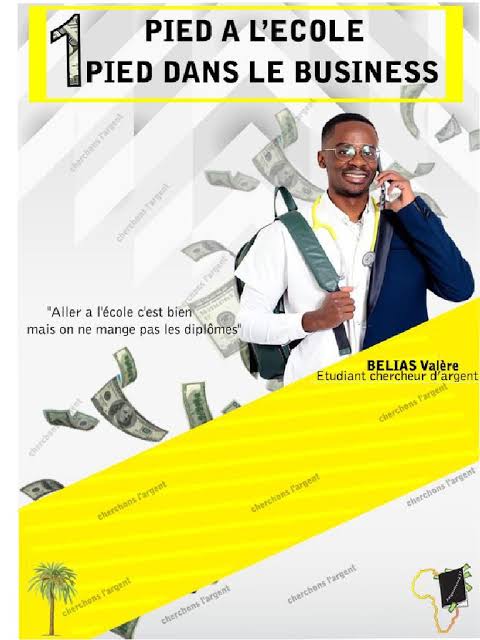 1 PIED A L'ECOLE
PIED DANS LE BUSINESS
cherchons l'argent
cherchons l'argent
cherchons l'argent
"Aller a l'école c'est bien
mais on ne mange pas les diplômes"
BELIAS Valère
Etudiant chercheur d'argent
cherchons l'argent
cherchons l'argent
cherchons l'argent
cherchons l'argent
cherchons l'argent
cherchons l'argent
cherchons l'argent
cherchons l'argent